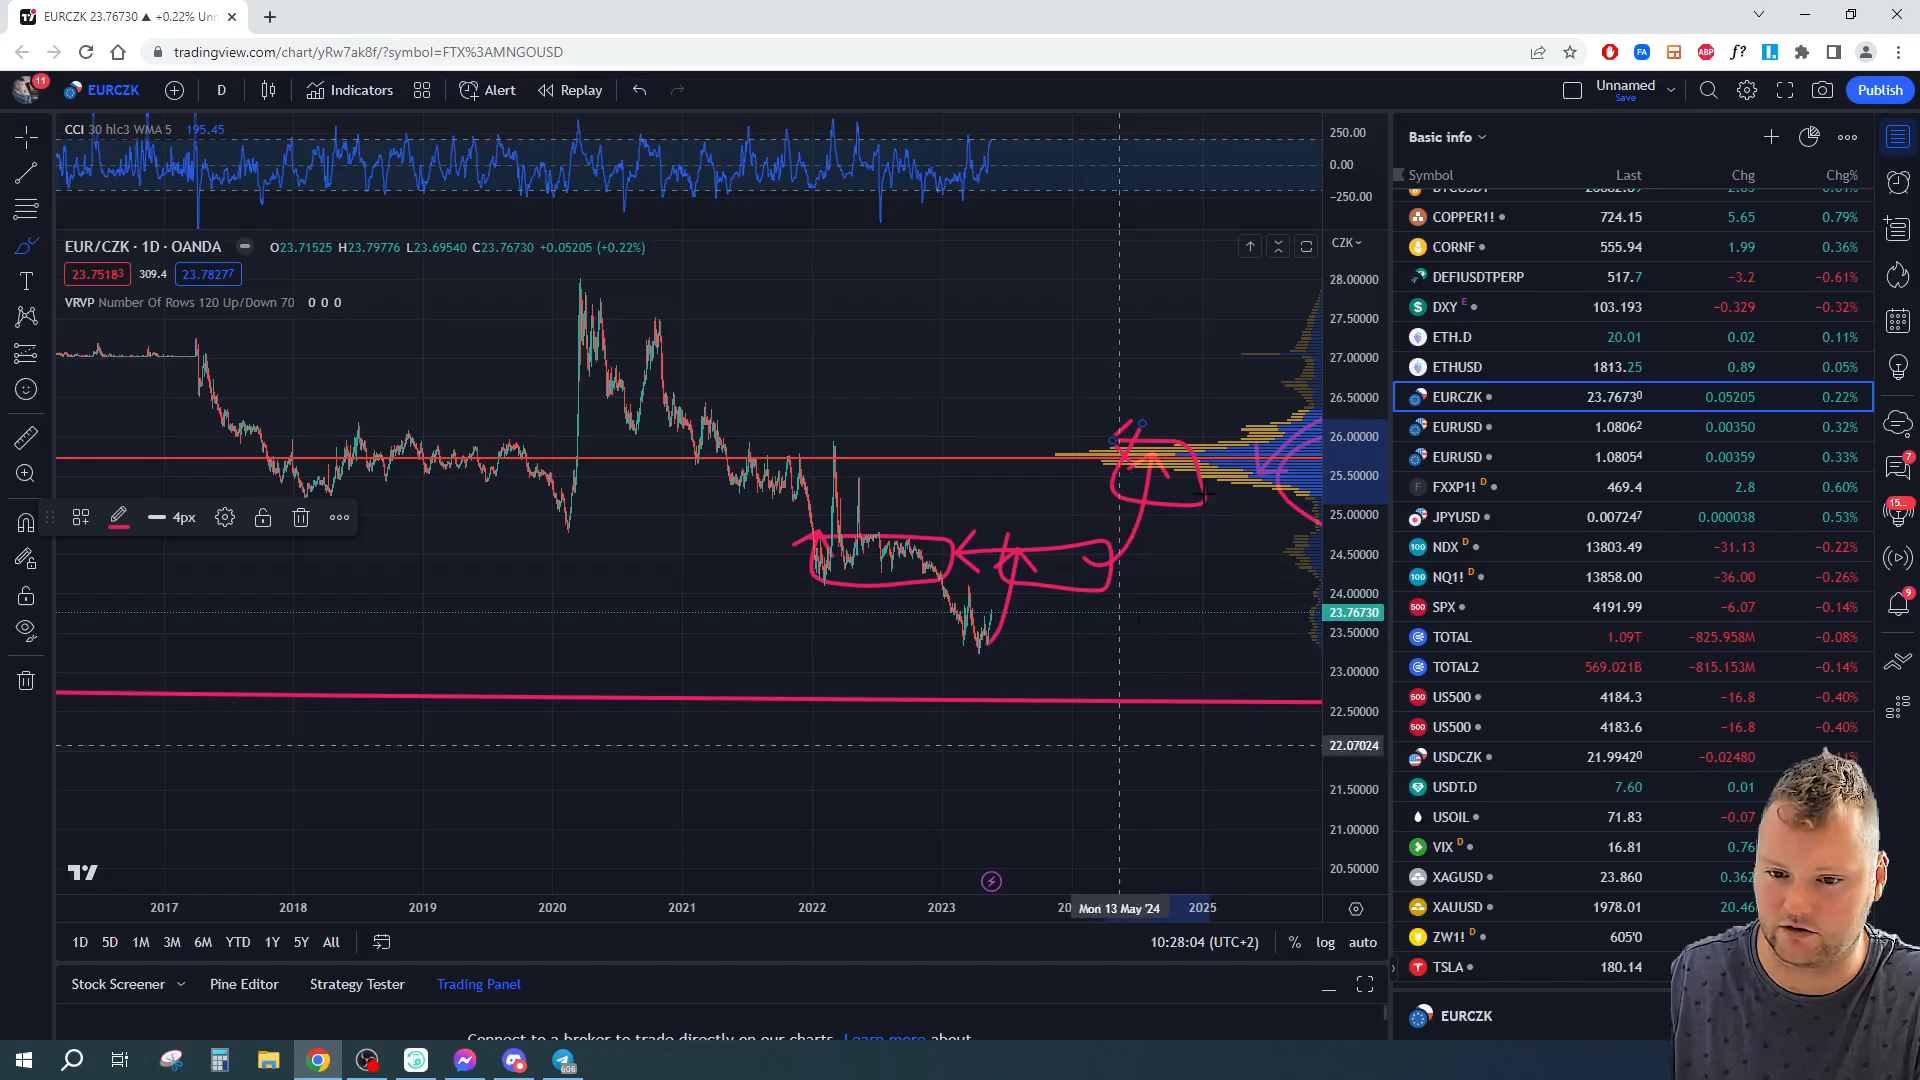 EURCZK 23.76730 ▲ +0.22% Unn
tradingview.com/chart/yRw7ak8f/?symbol=FTX%3AMNGOUSD
11 EURCZK D Indicators Alert Replay Unnamed Save Publish
CCI 30 hlc3 WMA 5 195.45
250.00
0.00
−250.00
EUR/CZK · 1D · OANDA O23.71525 H23.79776 L23.69540 C23.76730 +0.05205 (+0.22%)
CZK
23.75183 309.4 23.78277
VRVP Number Of Rows 120 Up/Down 70 0 0 0
28.00000
27.50000
27.00000
26.50000
26.00000
25.50000
25.00000
24.50000
24.00000
23.76730
23.50000
23.00000
22.50000
22.07024
21.50000
21.00000
20.50000
4px
2017 2018 2019 2020 2021 2022 2023 Mon 13 May '24 2025
1D 5D 1M 3M 6M YTD 1Y 5Y All 10:28:04 (UTC+2) % log auto
Stock Screener Pine Editor Strategy Tester Trading Panel
Connect to a broker to trade directly on our charts. Learn more about
Basic info
Symbol Last Chg Chg%
COPPER1! 724.15 5.65 0.79%
CORNF 555.94 1.99 0.36%
DEFIUSDTPERP 517.7 −3.2 −0.61%
DXY E 103.193 −0.329 −0.32%
ETH.D 20.01 0.02 0.11%
ETHUSD 1813.25 0.89 0.05%
EURCZK 23.76730 0.05205 0.22%
EURUSD 1.08062 0.00350 0.32%
EURUSD 1.08054 0.00359 0.33%
FXXP1! D 469.4 2.8 0.60%
JPYUSD 0.007247 0.000038 0.53%
NDX D 13803.49 −31.13 −0.22%
NQ1! D 13858.00 −36.00 −0.26%
SPX 4191.99 −6.07 −0.14%
TOTAL 1.09T −825.958M −0.08%
TOTAL2 569.021B −815.153M −0.14%
US500 4184.3 −16.8 −0.40%
US500 4183.6 −16.8 −0.40%
USDCZK 21.99420 −0.02480
USDT.D 7.60 0.01
USOIL 71.83 −0.07
VIX D 16.81 0.76
XAGUSD 23.860 0.362
XAUUSD 1978.01 20.46
ZW1! D 605'0
TSLA 180.14
EURCZK
7
15
9
606